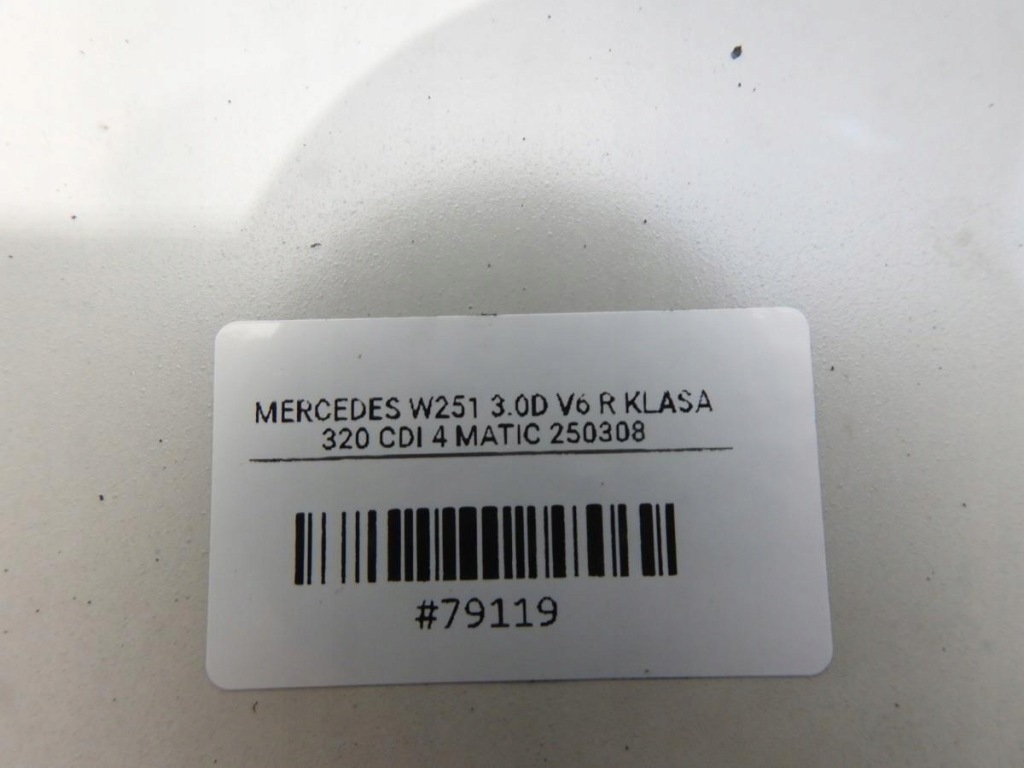 MERCEDES W251 3.0D V6 R KLASA
320 CDI 4 MATIC 250308
#79119